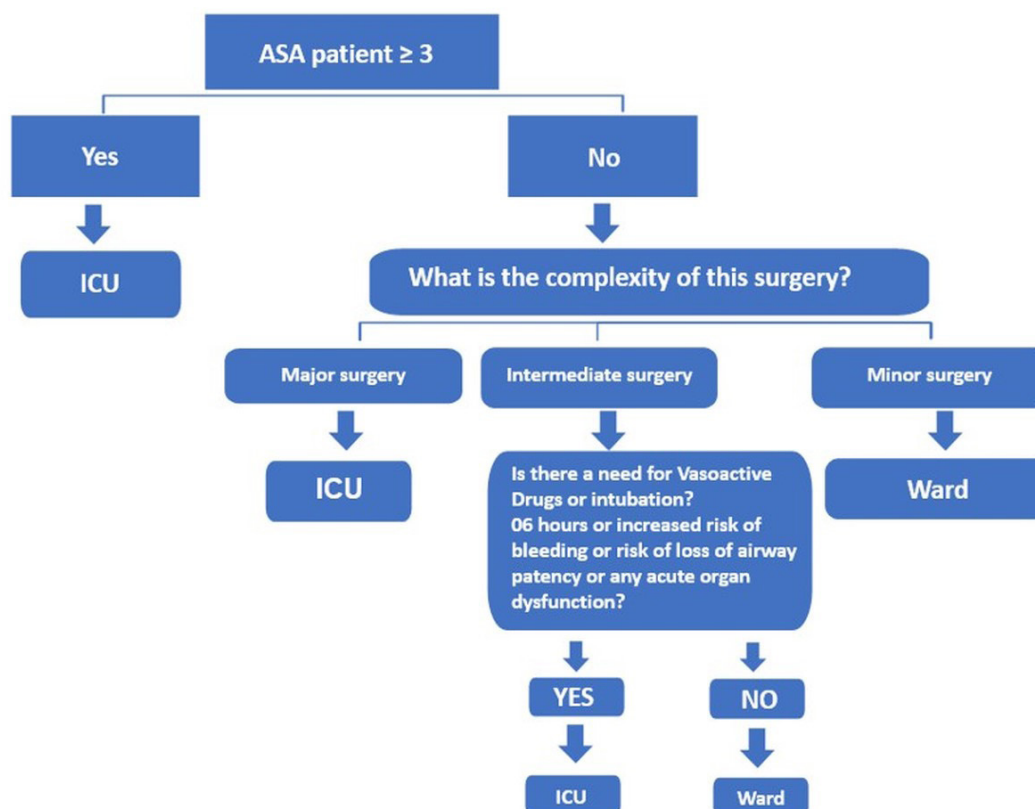 ASA patient ≥ 3
Yes
No
ICU
What is the complexity of this surgery?
Major surgery
Intermediate surgery
Minor surgery
ICU
Is there a need for Vasoactive
Drugs or intubation?
06 hours or increased risk of
bleeding or risk of loss of airway
patency or any acute organ
dysfunction?
Ward
YES
NO
ICU
Ward